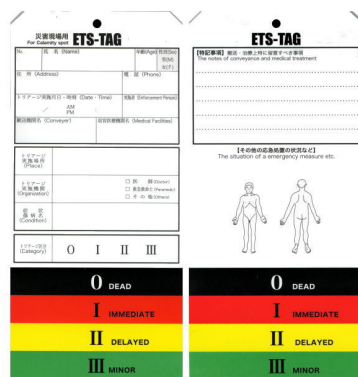 災害現場用
For Calamity spot ETS-TAG
No. 氏 名 (Name) 年齢(Age) 性別(Sex)
男(M)
女(F)
住 所 (Address) 電 話 (Phone)
トリアージ実施月日・時刻 (Date・Time) 実施者 (Enforcement Person)
/ AM
PM
搬送機関名 (Conveyer) 収容医療機関名 (Medical Facilities)
トリアージ
実施場所
(Place)
トリアージ
実施機関
(Organization)
□ 医 師 (Doctor)
□ 救急救命士 (Paramedic)
□ その他 (Others)
症 状
傷病名
(Condition)
トリアージ区分
(Category) 0 I II III
0 DEAD
I IMMEDIATE
II DELAYED
III MINOR
ETS-TAG
【特記事項】 搬送・治療上特に留意すべき事項
The notes of conveyance and medical treatment
【その他の応急処置の状況など】
The situation of a emergency measure etc.
0 DEAD
I IMMEDIATE
II DELAYED
III MINOR